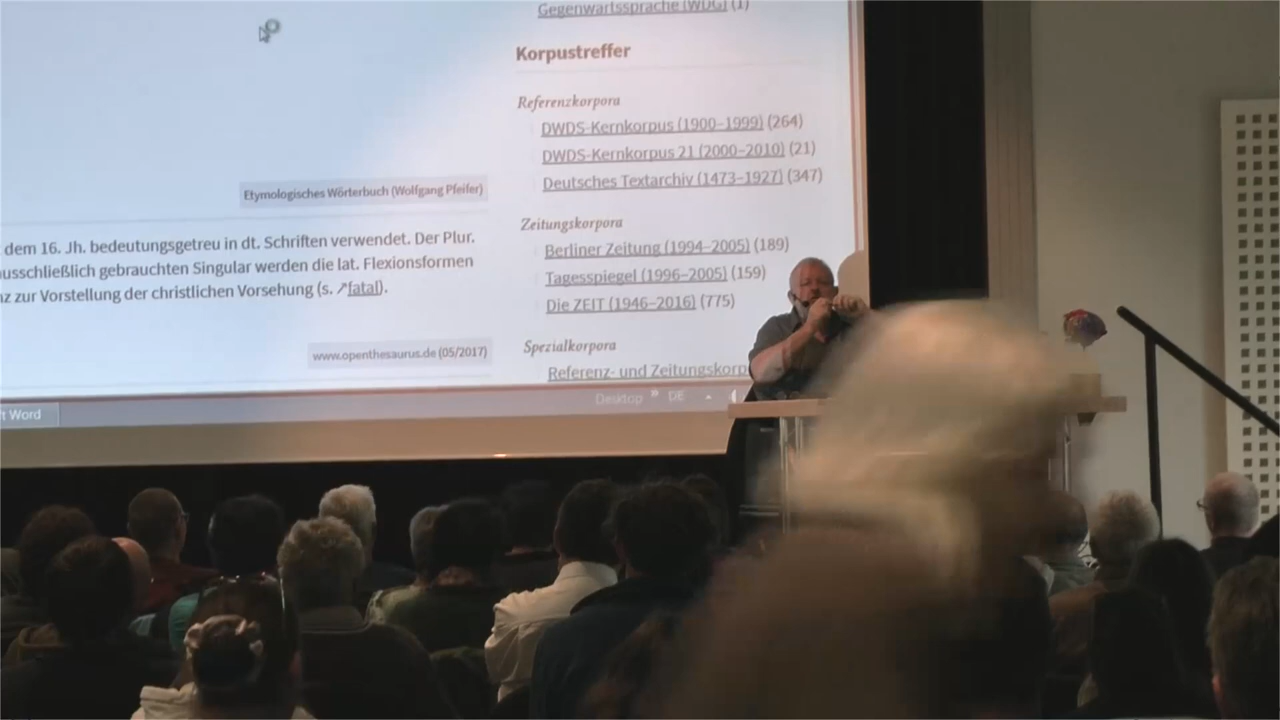 Gegenwartssprache (WDG) (1)
Korpustreffer
Referenzkorpora
DWDS-Kernkorpus (1900–1999) (264)
DWDS-Kernkorpus 21 (2000–2010) (21)
Deutsches Textarchiv (1473–1927) (347)
Etymologisches Wörterbuch (Wolfgang Pfeifer)
Zeitungskorpora
dem 16. Jh. bedeutungsgetreu in dt. Schriften verwendet. Der Plur.
usschließlich gebrauchten Singular werden die lat. Flexionsformen
nz zur Vorstellung der christlichen Vorsehung (s. ↗fatal).
Berliner Zeitung (1994–2005) (189)
Tagesspiegel (1996–2005) (159)
Die ZEIT (1946–2016) (775)
www.openthesaurus.de (05/2017)
Spezialkorpora
Referenz- und Zeitungskorp
t Word
Desktop » DE